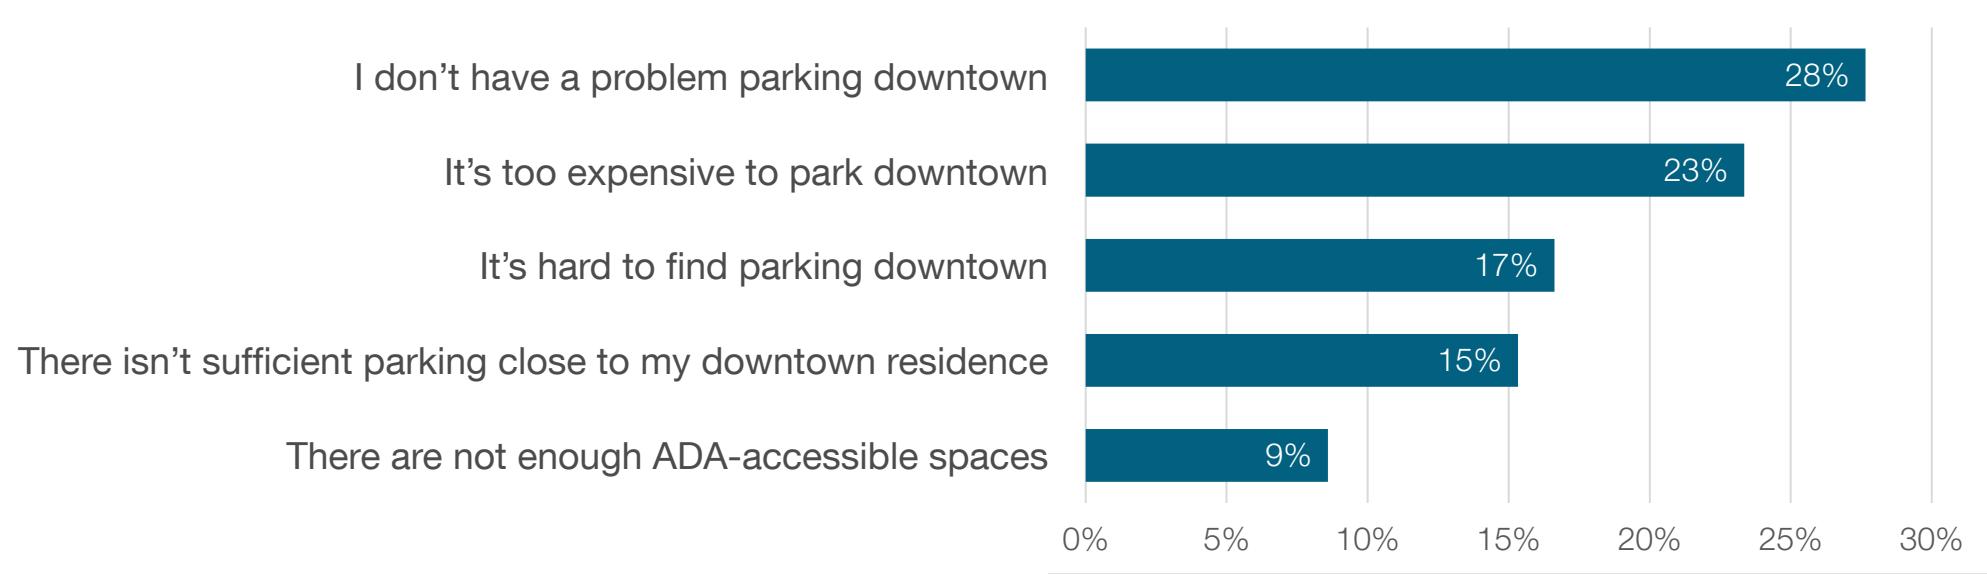 I don’t have a problem parking downtown
28%
It’s too expensive to park downtown
23%
It’s hard to find parking downtown
17%
There isn’t sufficient parking close to my downtown residence
15%
There are not enough ADA-accessible spaces
9%
0% 5% 10% 15% 20% 25% 30%